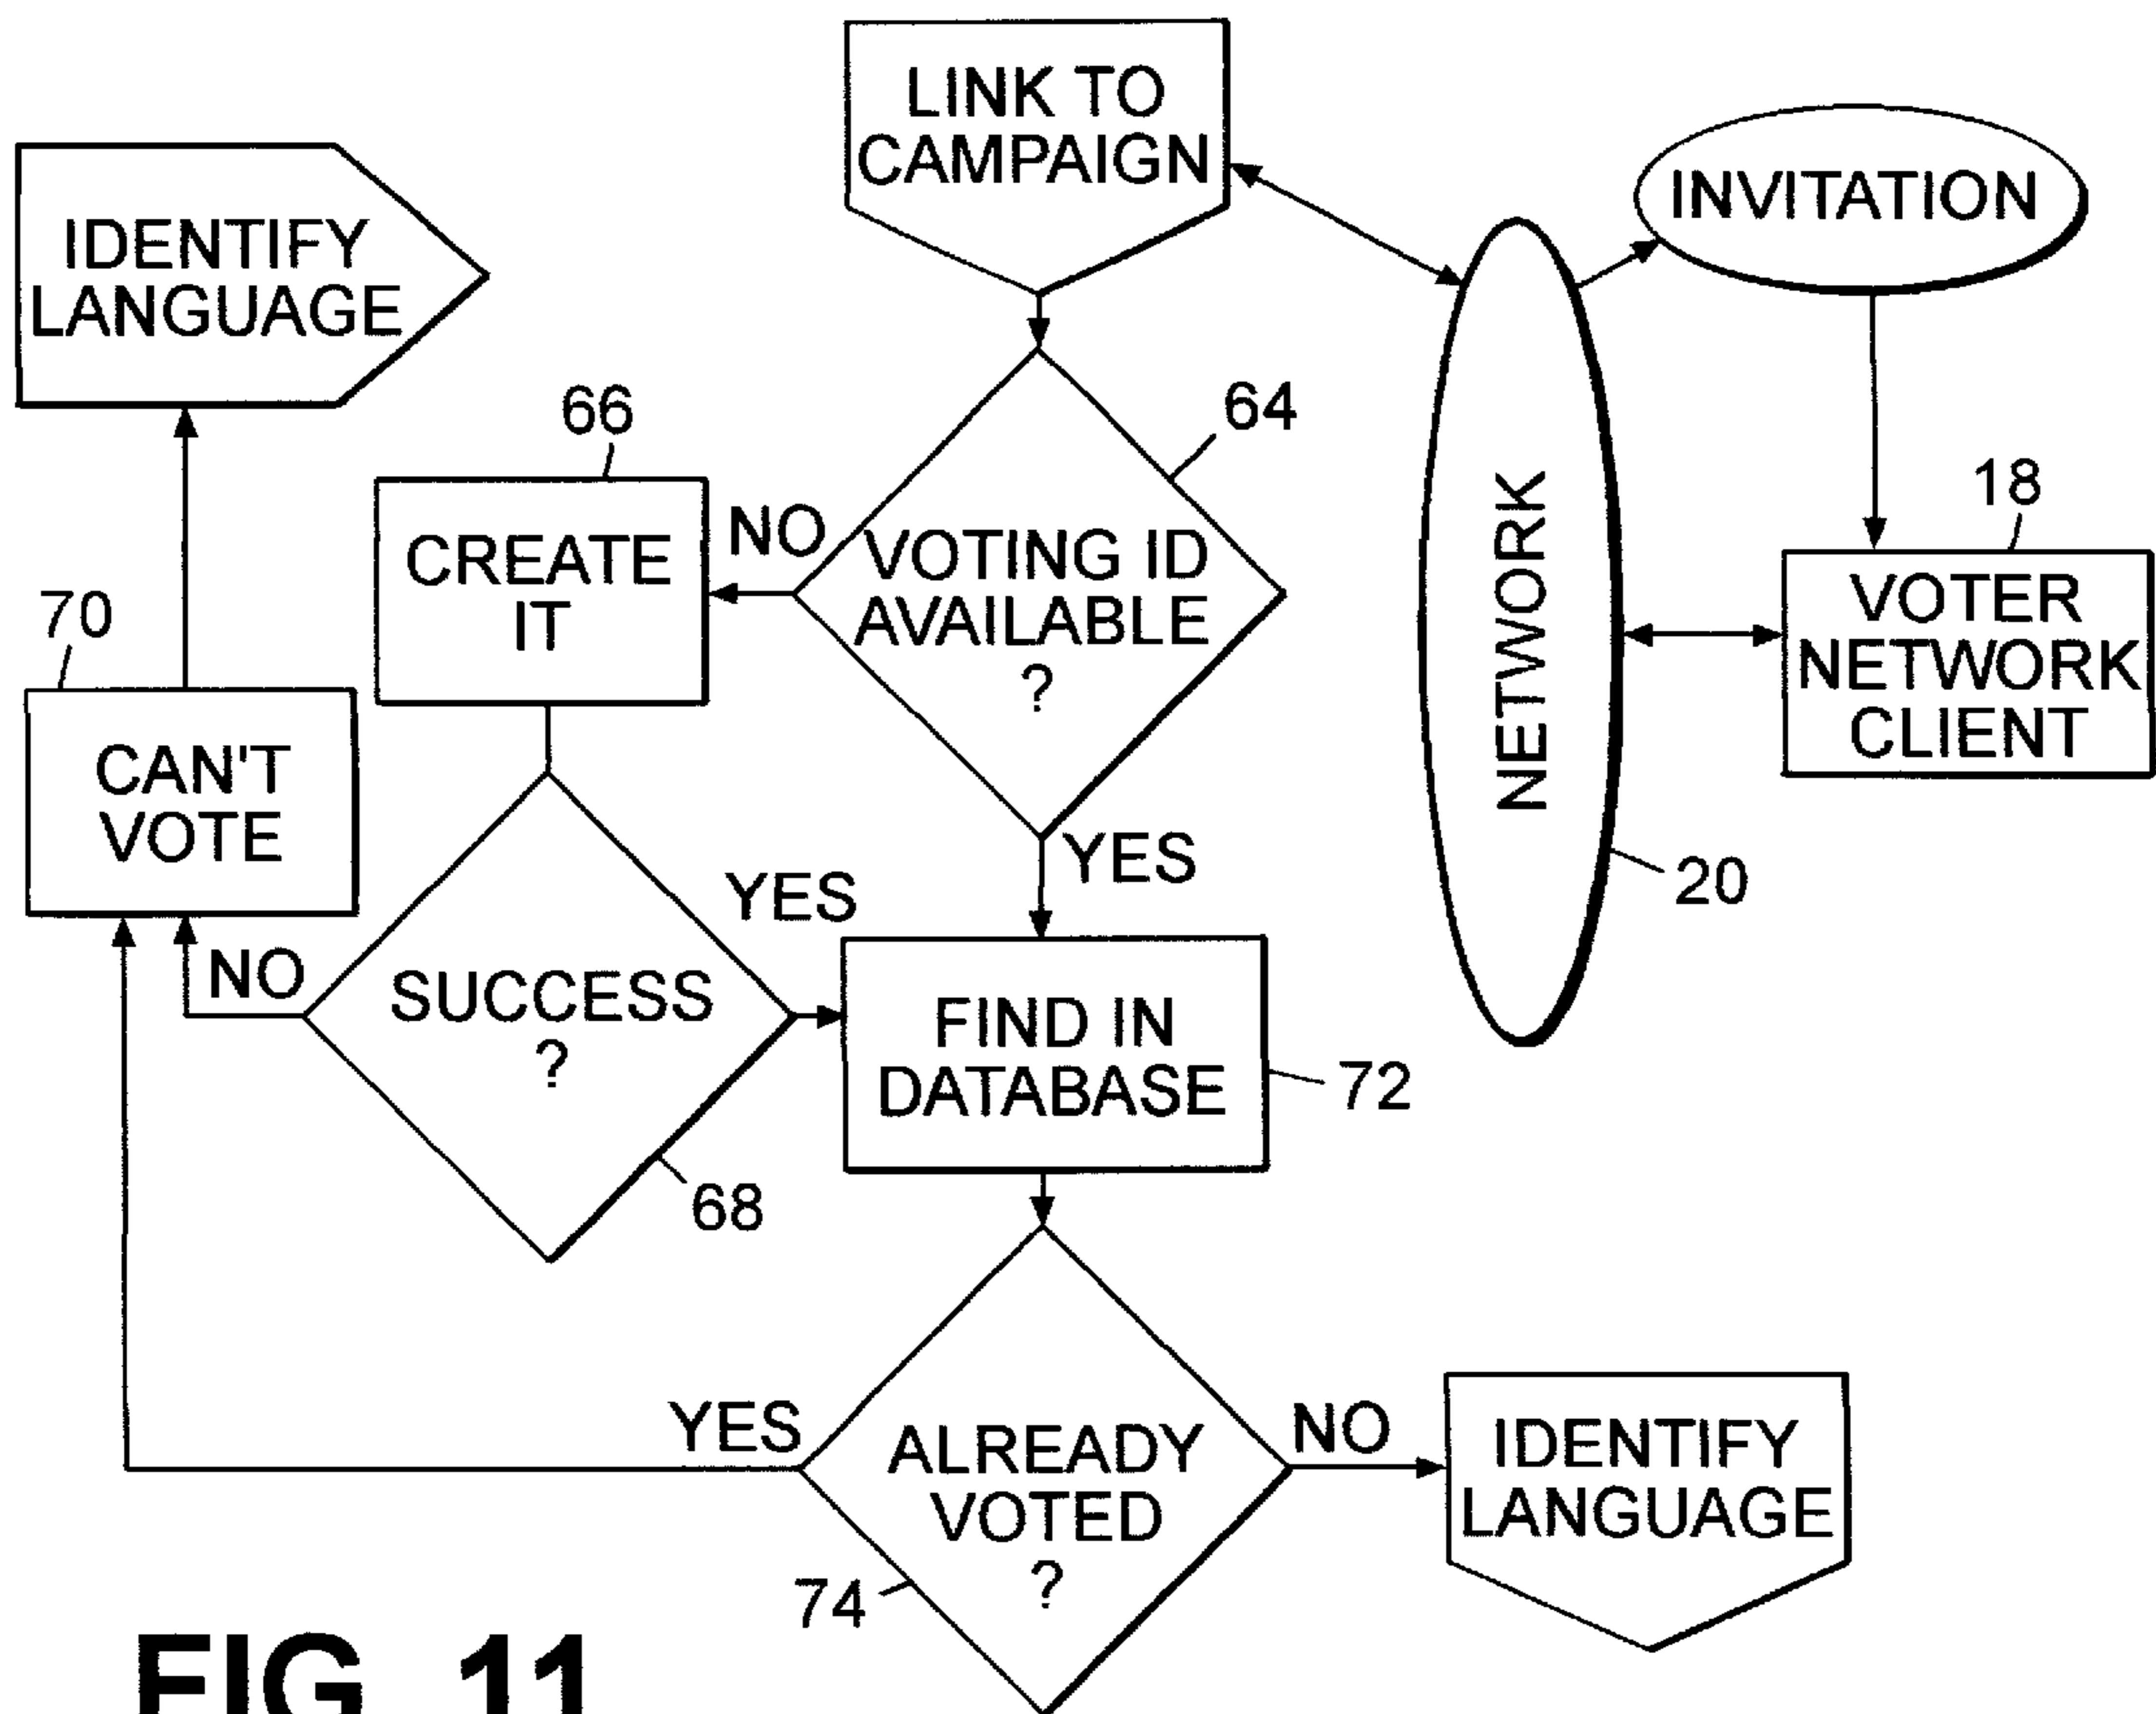 LINK TO
CAMPAIGN
INVITATION
IDENTIFY
LANGUAGE
66
64
NETWORK
18
CREATE
IT
NO
VOTING ID
AVAILABLE
?
VOTER
NETWORK
CLIENT
70
CAN'T
VOTE
YES
20
YES
NO
SUCCESS
?
FIND IN
DATABASE
72
68
YES
ALREADY
VOTED
?
NO
IDENTIFY
LANGUAGE
74
FIG. 11